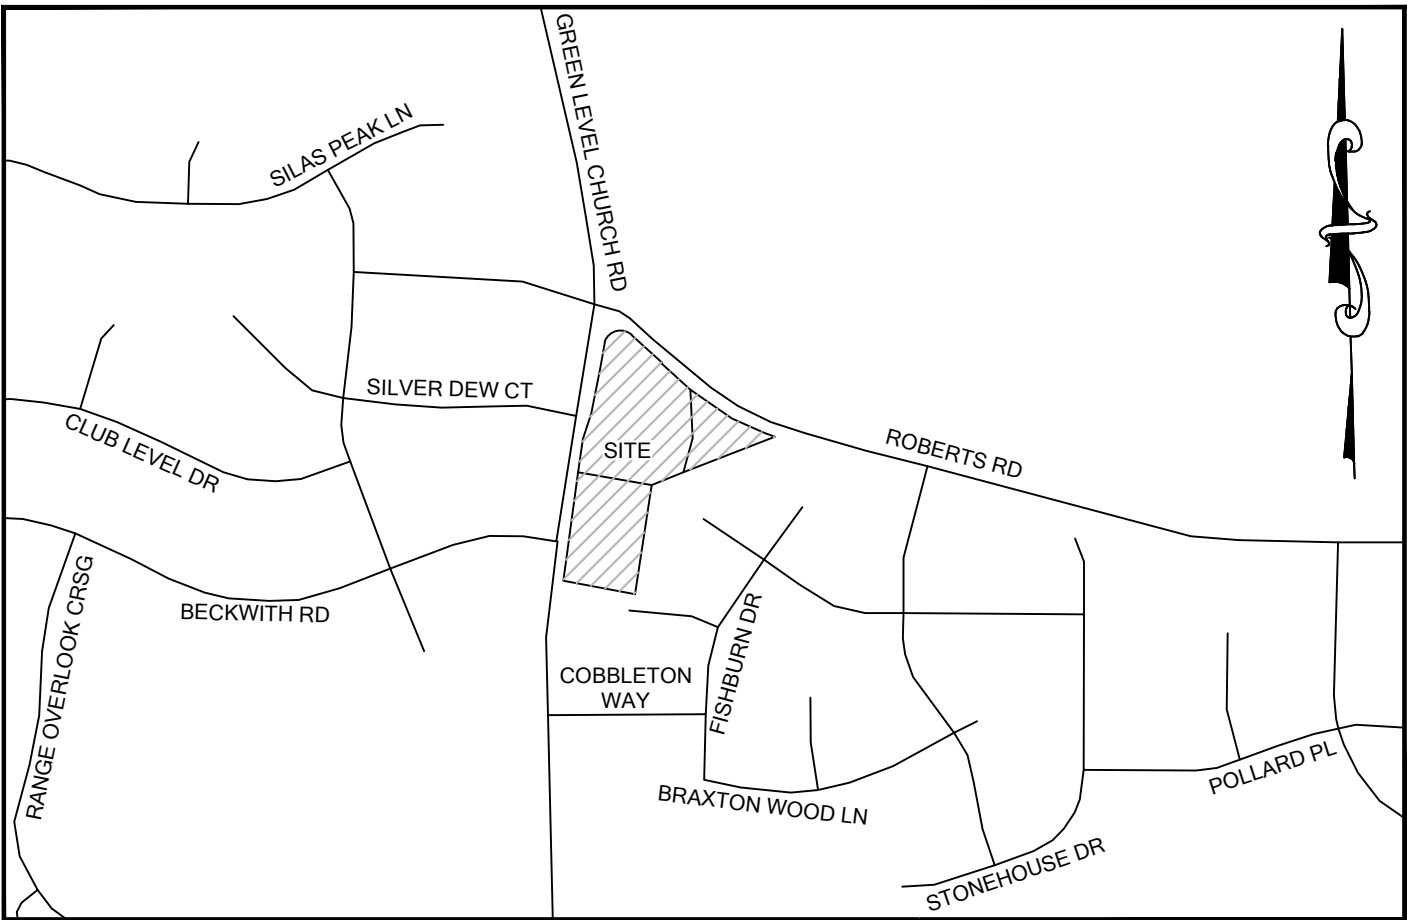 GREEN LEVEL CHURCH RD
SILAS PEAK LN
SILVER DEW CT
CLUB LEVEL DR
SITE
ROBERTS RD
BECKWITH RD
RANGE OVERLOOK CRSG
COBBLETON
WAY
FISHBURN DR
BRAXTON WOOD LN
POLLARD PL
STONEHOUSE DR